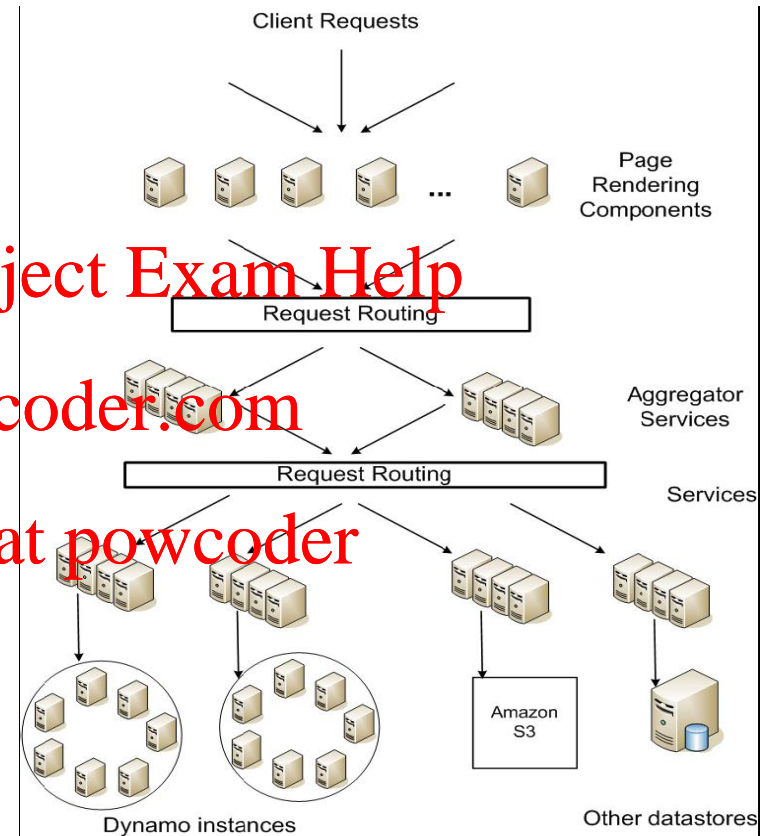 Client Requests
Page
Rendering
Components
...
ject Exam Help
Request Routing
Aggregator
Services
coder.com
Request Routing
Services
at powcoder
Amazon
S3
Dynamo instances
Other datastores